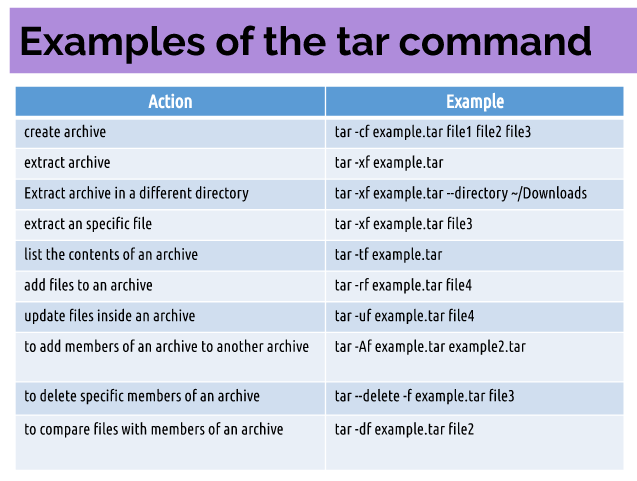 Examples of the tar command
Action Example
create archive tar -cf example.tar file1 file2 file3
extract archive tar -xf example.tar
Extract archive in a different directory tar -xf example.tar --directory ~/Downloads
extract an specific file tar -xf example.tar file3
list the contents of an archive tar -tf example.tar
add files to an archive tar -rf example.tar file4
update files inside an archive tar -uf example.tar file4
to add members of an archive to another archive tar -Af example.tar example2.tar
to delete specific members of an archive tar --delete -f example.tar file3
to compare files with members of an archive tar -df example.tar file2